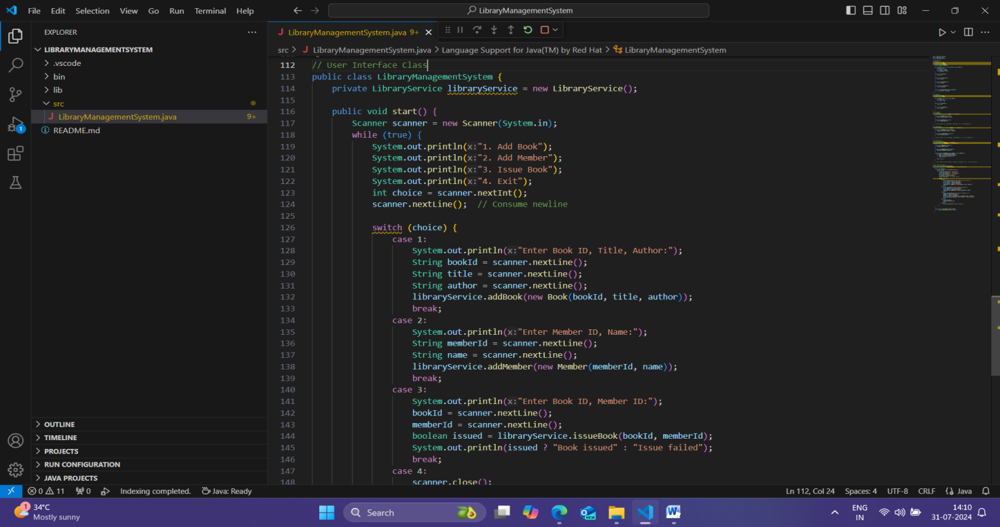 File Edit Selection View Go Run Terminal Help
LibraryManagementSystem
EXPLORER
LIBRARYMANAGEMENTSYSTEM
.vscode
bin
lib
src
J LibraryManagementSystem.java 9+
README.md
OUTLINE
TIMELINE
PROJECTS
RUN CONFIGURATION
JAVA PROJECTS
1
J LibraryManagementSystem.java 9+
src > J LibraryManagementSystem.java > Language Support for Java(TM) by Red Hat > LibraryManagementSystem
112 // User Interface Class
113 public class LibraryManagementSystem {
114 private LibraryService libraryService = new LibraryService();
115
116 public void start() {
117 Scanner scanner = new Scanner(System.in);
118 while (true) {
119 System.out.println(x:"1. Add Book");
120 System.out.println(x:"2. Add Member");
121 System.out.println(x:"3. Issue Book");
122 System.out.println(x:"4. Exit");
123 int choice = scanner.nextInt();
124 scanner.nextLine(); // Consume newline
125
126 switch (choice) {
127 case 1:
128 System.out.println(x:"Enter Book ID, Title, Author:");
129 String bookId = scanner.nextLine();
130 String title = scanner.nextLine();
131 String author = scanner.nextLine();
132 libraryService.addBook(new Book(bookId, title, author));
133 break;
134 case 2:
135 System.out.println(x:"Enter Member ID, Name:");
136 String memberId = scanner.nextLine();
137 String name = scanner.nextLine();
138 libraryService.addMember(new Member(memberId, name));
139 break;
140 case 3:
141 System.out.println(x:"Enter Book ID, Member ID:");
142 bookId = scanner.nextLine();
143 memberId = scanner.nextLine();
144 boolean issued = libraryService.issueBook(bookId, memberId);
145 System.out.println(issued ? "Book issued" : "Issue failed");
146 break;
147 case 4:
148 scanner.close();
0 11 0 Indexing completed. Java: Ready Ln 112, Col 24 Spaces: 4 UTF-8 CRLF {} Java
1 34°C
Mostly sunny
Search
NEW
ENG
IN
14:10
31-07-2024